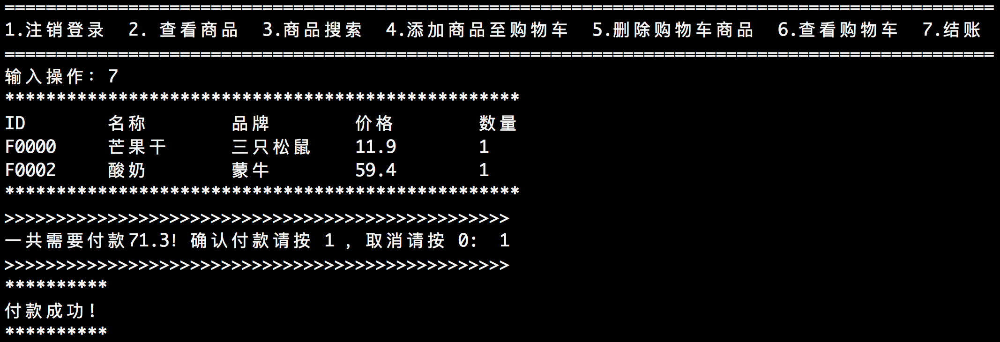 ================================================================================================
1.注销登录  2. 查看商品  3.商品搜索  4.添加商品至购物车  5.删除购物车商品  6.查看购物车  7.结账
================================================================================================
输入操作: 7
**************************************************
ID 名称 品牌 价格 数量
F0000 芒果干 三只松鼠 11.9 1
F0002 酸奶 蒙牛 59.4 1
**************************************************
>>>>>>>>>>>>>>>>>>>>>>>>>>>>>>>>>>>>>>>>>>>>>>>>>
一共需要付款71.3! 确认付款请按 1 , 取消请按 0:  1
>>>>>>>>>>>>>>>>>>>>>>>>>>>>>>>>>>>>>>>>>>>>>>>>>
**********
付款成功!
**********